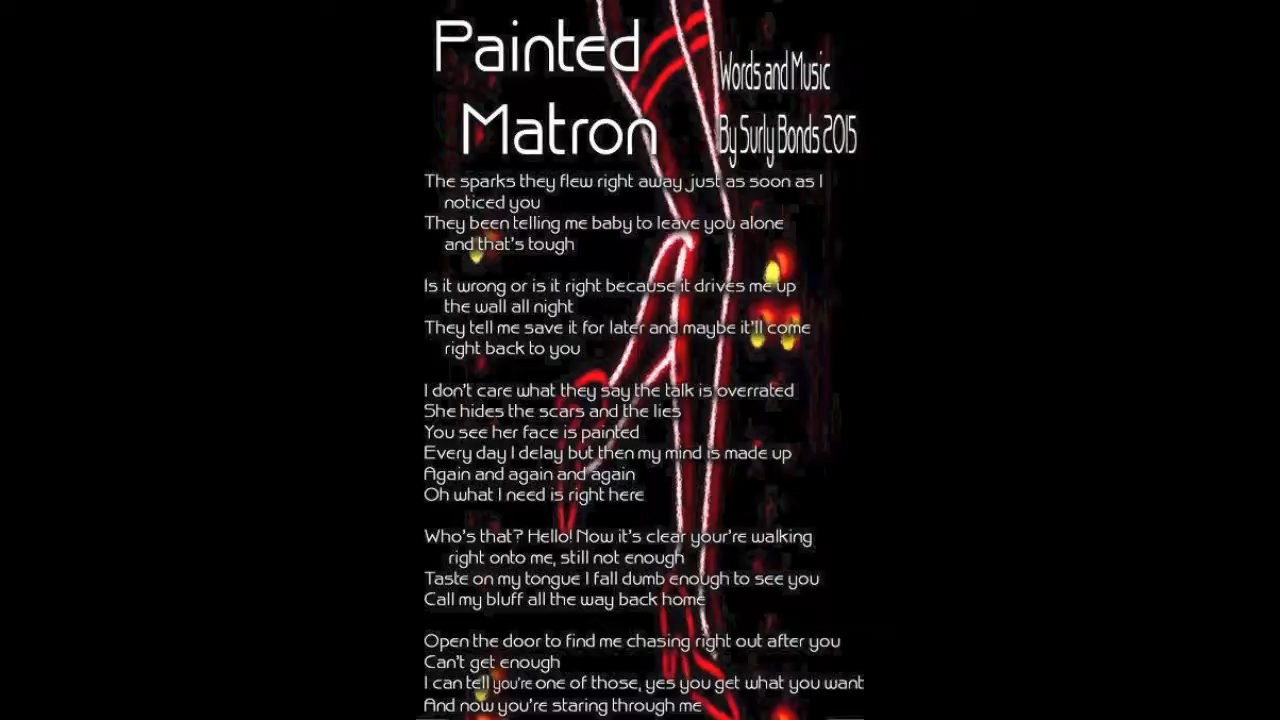 Painted
Matron
Words and Music
By Surly Bonds 2015
The sparks they flew right away just as soon as I
noticed you
They been telling me baby to leave you alone
and that's tough
Is it wrong or is it right because it drives me up
the wall all night
They tell me save it for later and maybe it'll come
right back to you
I don't care what they say the talk is overrated
She hides the scars and the lies
You see her face is painted
Every day I delay but then my mind is made up
Again and again and again
Oh what I need is right here
Who's that? Hello! Now it's clear your're walking
right onto me, still not enough
Taste on my tongue I fall dumb enough to see you
Call my bluff all the way back home
Open the door to find me chasing right out after you
Can't get enough
I can tell you're one of those, yes you get what you want
And now you're staring through me